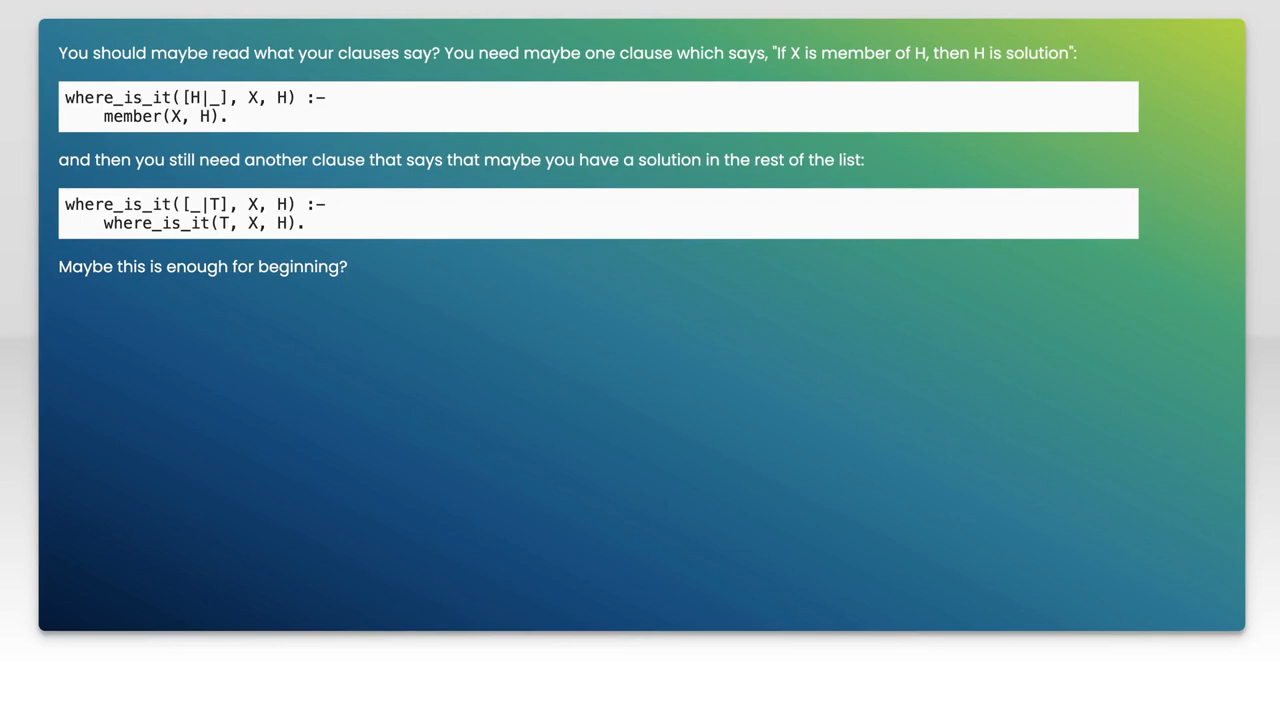 You should maybe read what your clauses say? You need maybe one clause which says, "If X is member of H, then H is solution":
where_is_it([H|_], X, H) :-
    member(X, H).
and then you still need another clause that says that maybe you have a solution in the rest of the list:
where_is_it([_|T], X, H) :-
    where_is_it(T, X, H).
Maybe this is enough for beginning?